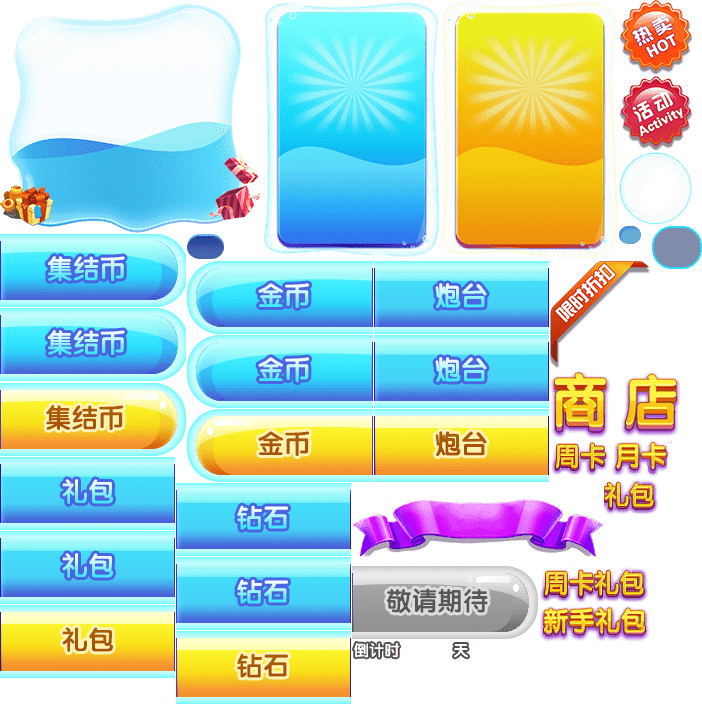 热卖
HOT
活动
Activity
集结币
金币
炮台
限时折扣
集结币
金币
炮台
商店
集结币
金币
炮台
周卡 月卡
礼包
礼包
钻石
礼包
钻石
敬请期待
周卡礼包
新手礼包
礼包
倒计时 天
钻石